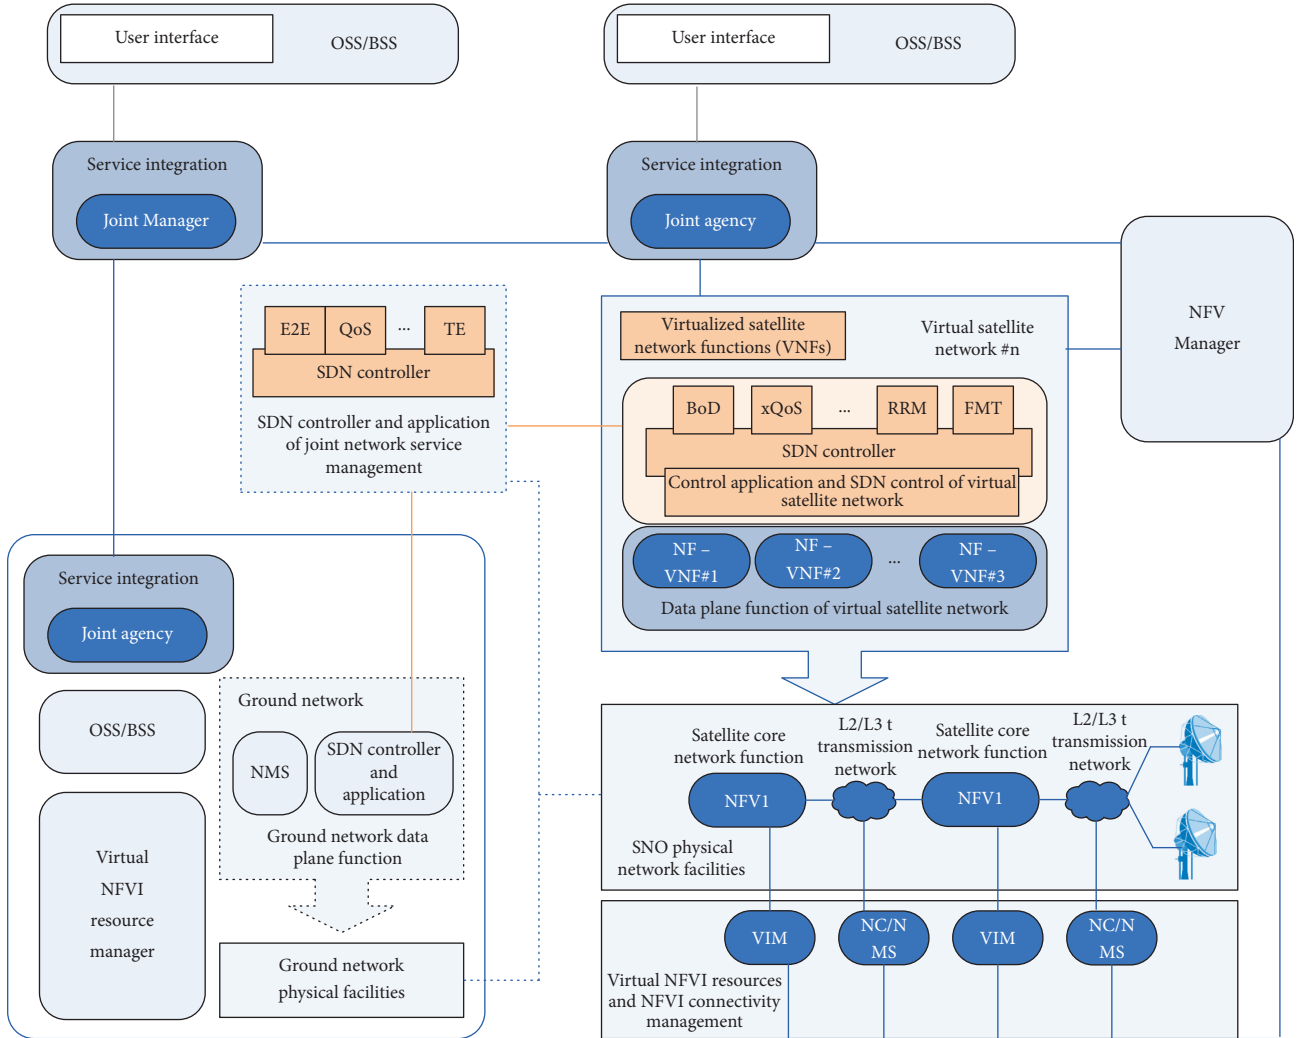 User interface
OSS/BSS
User interface
OSS/BSS
Service integration
Joint Manager
Service integration
Joint agency
NFV
Manager
E2E
QoS
...
TE
SDN controller
SDN controller and application
of joint network service
management
Virtualized satellite
network functions (VNFs)
Virtual satellite
network #n
BoD
xQoS
...
RRM
FMT
SDN controller
Control application and SDN control of virtual
satellite network
NF –
VNF#1
NF –
VNF#2
...
NF –
VNF#3
Data plane function of virtual satellite network
Service integration
Joint agency
OSS/BSS
Virtual
NFVI
resource
manager
Ground network
NMS
SDN controller
and
application
Ground network data
plane function
Ground network
physical facilities
Satellite core
network function
L2/L3 t
transmission
network
Satellite core
network function
L2/L3 t
transmission
network
NFV1
NFV1
SNO physical
network facilities
VIM
NC/N
MS
VIM
NC/N
MS
Virtual NFVI resources
and NFVI connectivity
management